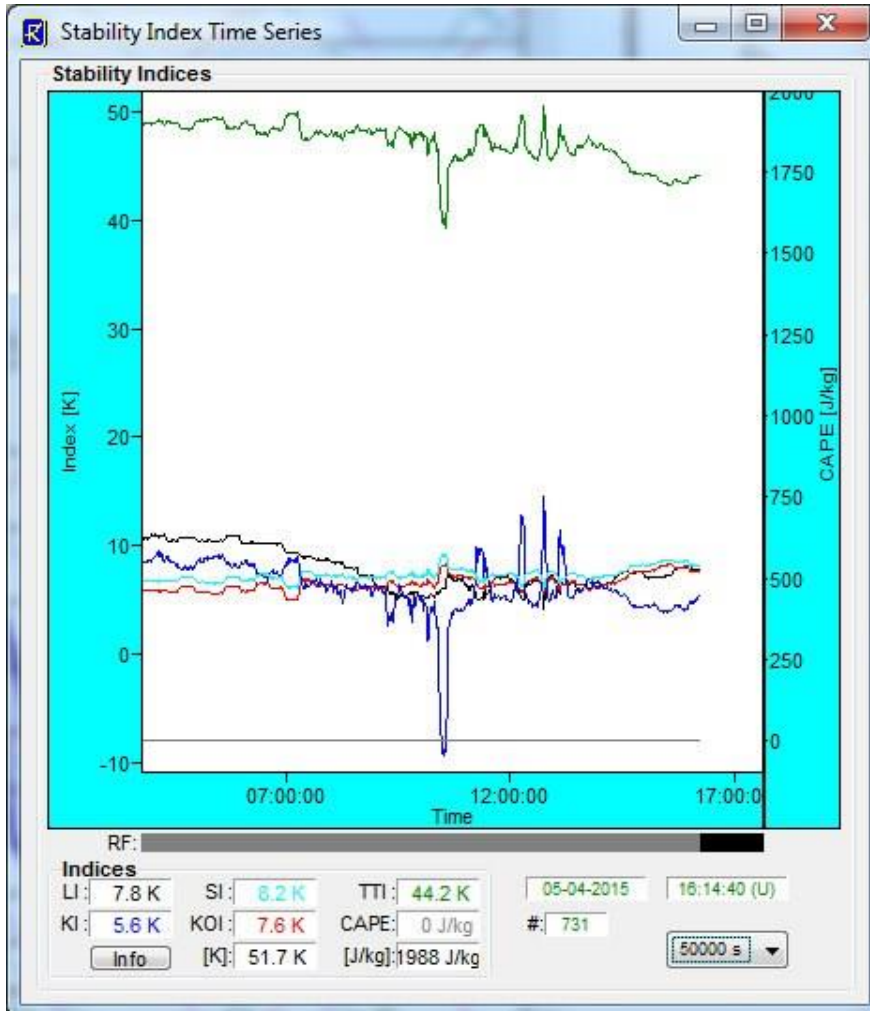 Stability Index Time Series
Stability Indices
50
40
30
20
10
0
-10
Index [K]
2000
1750
1500
1250
1000
750
500
250
0
CAPE [J/kg]
07:00:00 12:00:00 17:00:0
Time
RF:
Indices
LI : 7.8 K SI : 8.2 K TTI : 44.2 K 05-04-2015 16:14:40 (U)
KI : 5.6 K KOI : 7.6 K CAPE: 0 J/kg #: 731
Info [K]: 51.7 K [J/kg]: 1988 J/kg 50000 s